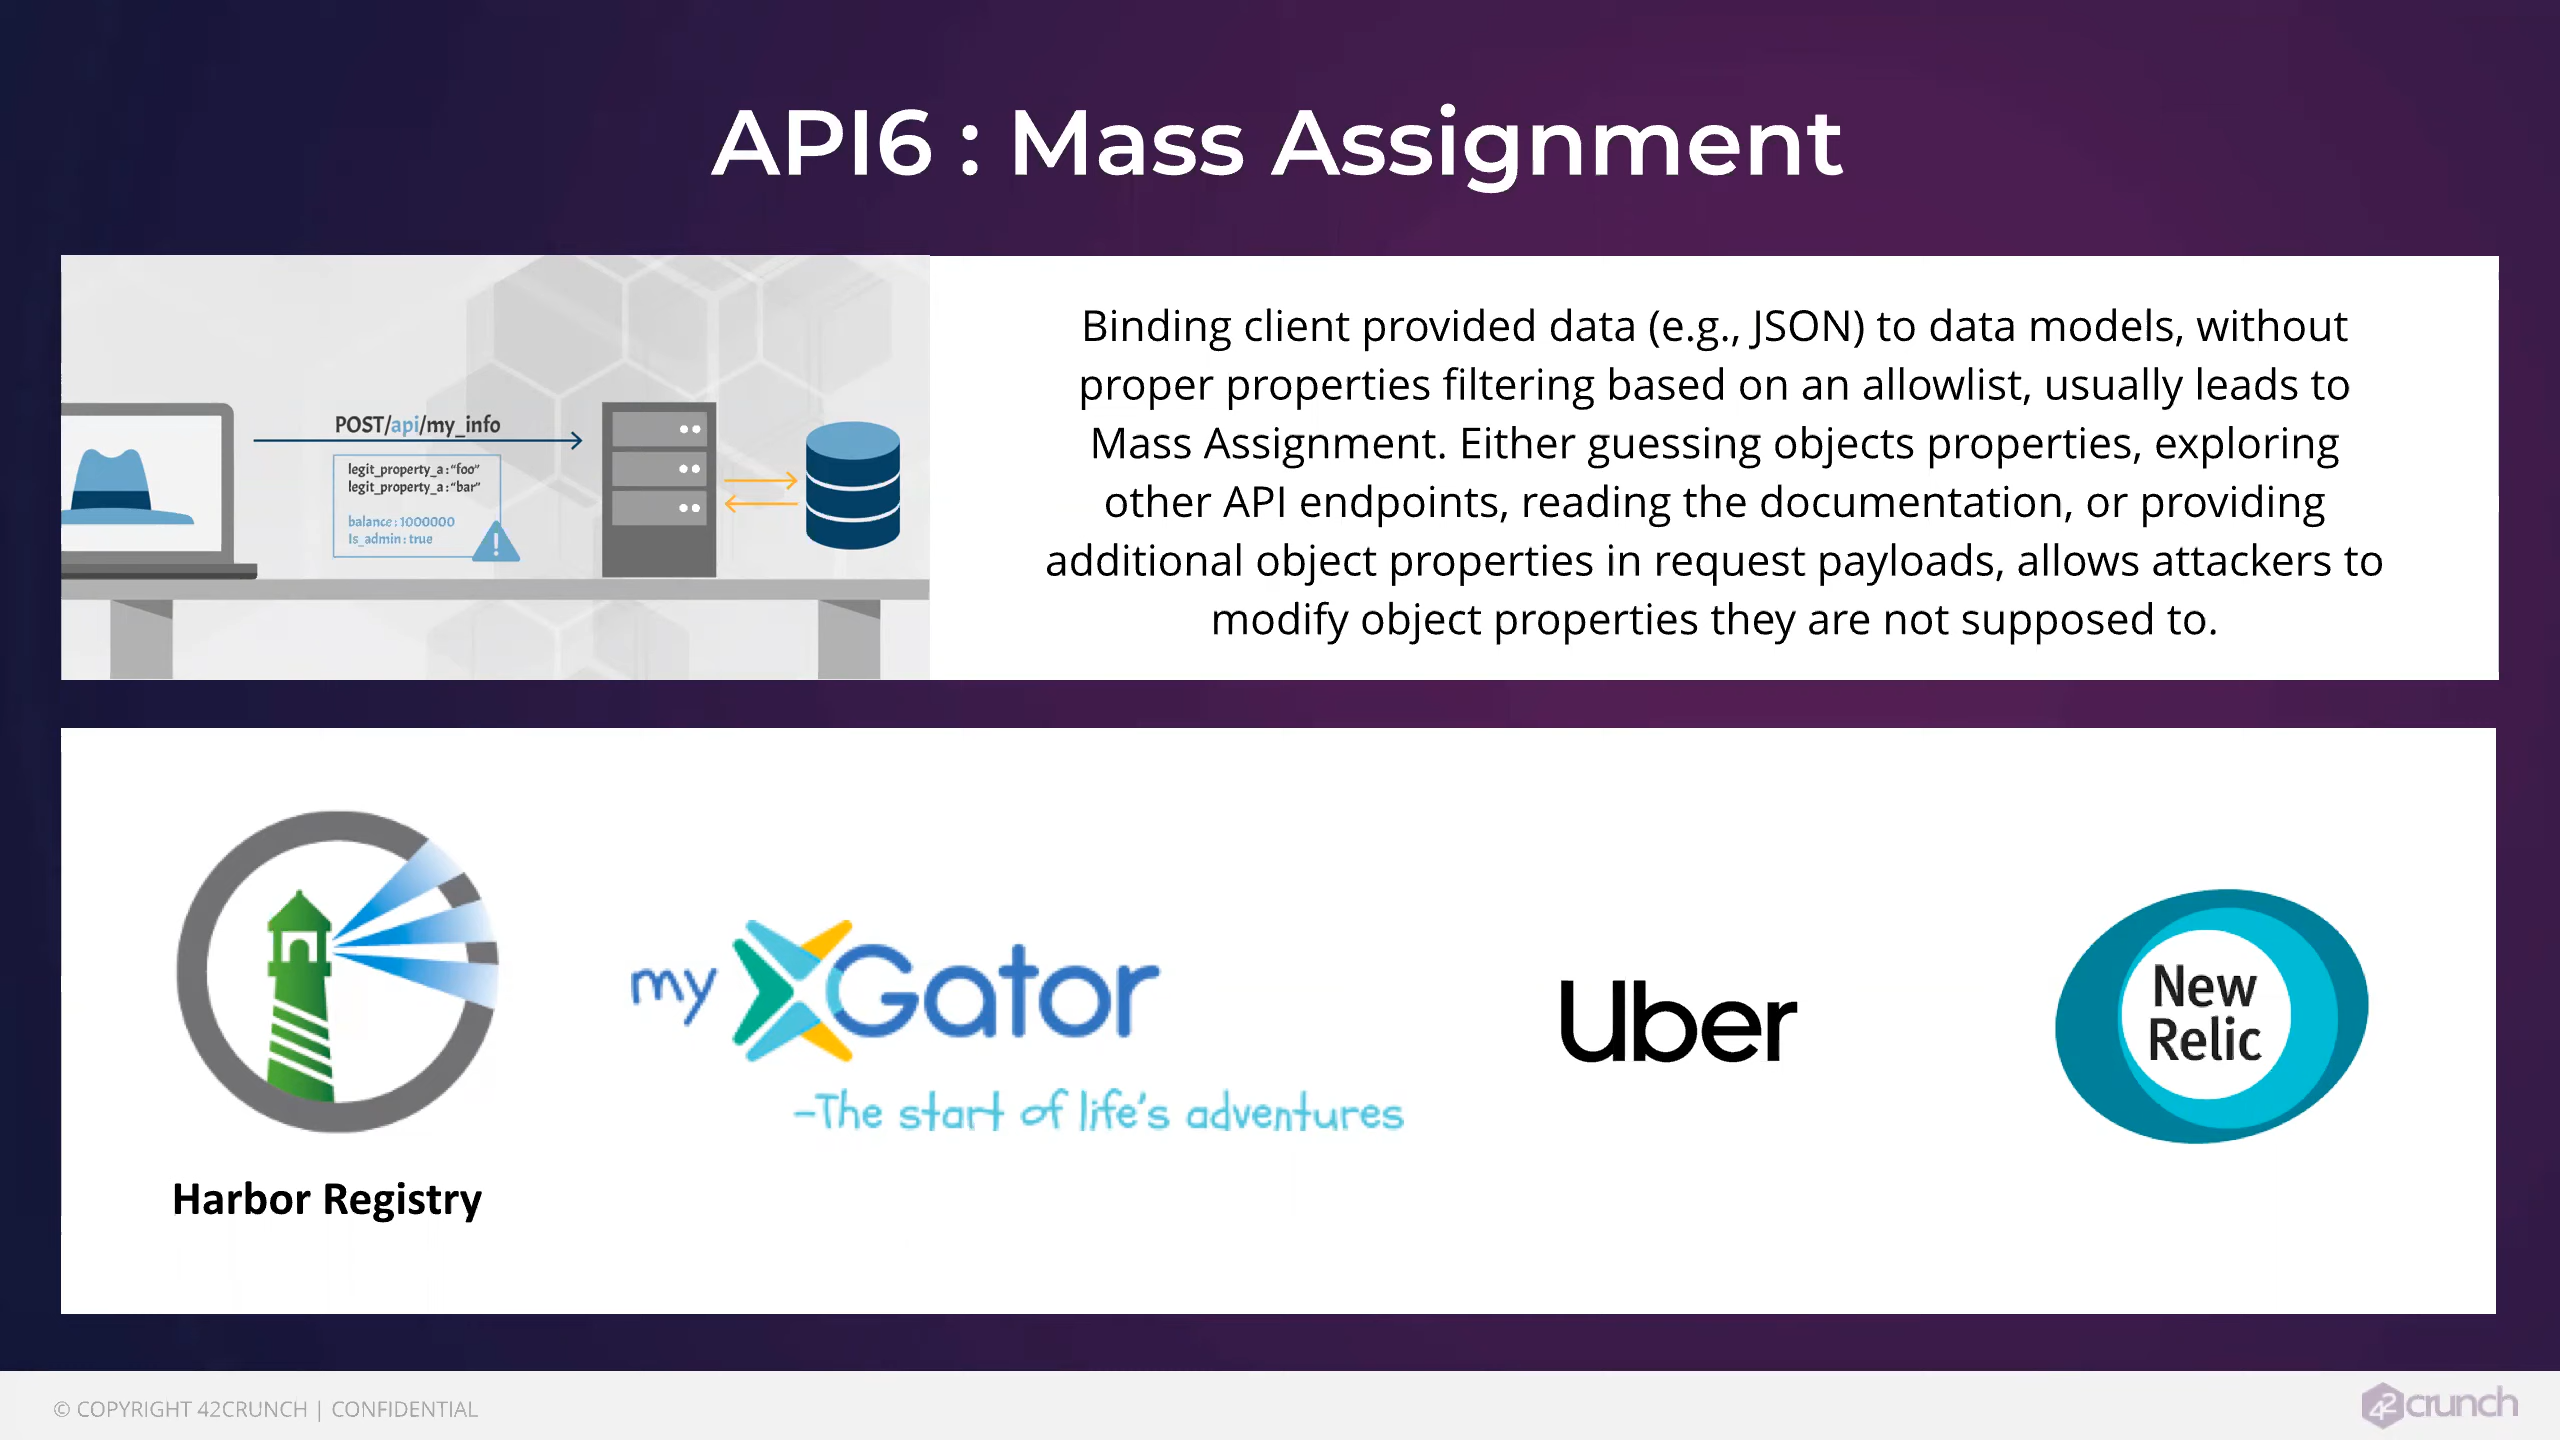 API6 : Mass Assignment
POST/api/my_info
legit_property_a : “foo”
legit_property_a : “bar”
balance : 1000000
Is_admin : true
Binding client provided data (e.g., JSON) to data models, without
proper properties filtering based on an allowlist, usually leads to
Mass Assignment. Either guessing objects properties, exploring
other API endpoints, reading the documentation, or providing
additional object properties in request payloads, allows attackers to
modify object properties they are not supposed to.
my Gator
–The start of life's adventures
Uber
New
Relic
Harbor Registry
© COPYRIGHT 42CRUNCH | CONFIDENTIAL
42crunch